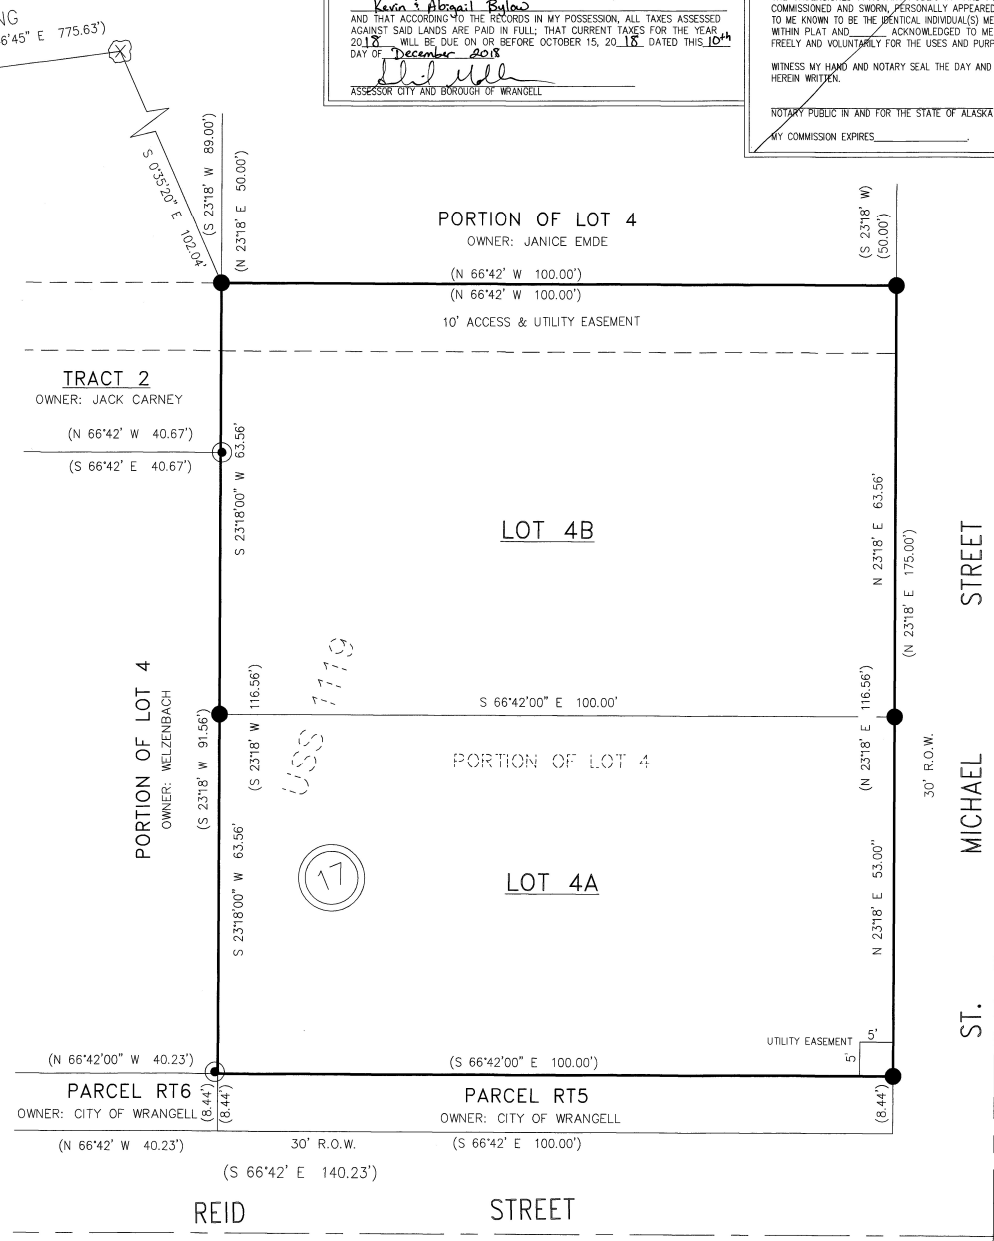 NG
6'45" E 775.63')
Kevin & Abigail Bylow
AND THAT ACCORDING TO THE RECORDS IN MY POSSESSION, ALL TAXES ASSESSED
AGAINST SAID LANDS ARE PAID IN FULL; THAT CURRENT TAXES FOR THE YEAR
2018 WILL BE DUE ON OR BEFORE OCTOBER 15, 2018 DATED THIS 10th
DAY OF December 2018
ASSESSOR CITY AND BOROUGH OF WRANGELL
COMMISSIONED AND SWORN, PERSONALLY APPEARED
TO ME KNOWN TO BE THE IDENTICAL INDIVIDUAL(S) ME
WITHIN PLAT AND____ ACKNOWLEDGED TO ME
FREELY AND VOLUNTARILY FOR THE USES AND PURP
WITNESS MY HAND AND NOTARY SEAL THE DAY AND
HEREIN WRITTEN.
NOTARY PUBLIC IN AND FOR THE STATE OF ALASKA
MY COMMISSION EXPIRES____________.
S 0°35'20" E 102.04'
(S 23°18' W 89.00')
(N 23°18' E 50.00')
PORTION OF LOT 4
OWNER: JANICE EMDE
(S 23°18' W)
(50.00')
(N 66°42' W 100.00')
(N 66°42' W 100.00')
10' ACCESS & UTILITY EASEMENT
TRACT 2
OWNER: JACK CARNEY
(N 66°42' W 40.67')
(S 66°42' E 40.67')
S 23°18'00" W 63.56'
LOT 4B
N 23°18' E 63.56'
(N 23°18' E 175.00')
STREET
PORTION OF LOT 4
OWNER: WELZENBACH
(S 23°18' W 91.56')
(S 23°18' W 116.56')
USS 1119
S 66°42'00" E 100.00'
PORTION OF LOT 4
(N 23°18' E 116.56')
30' R.O.W.
MICHAEL
S 23°18'00" W 63.56'
17
LOT 4A
N 23°18' E 53.00"
ST.
UTILITY EASEMENT
5'
5'
(N 66°42'00" W 40.23')
(S 66°42'00" E 100.00')
PARCEL RT6
OWNER: CITY OF WRANGELL
(8.44')
(8.44')
PARCEL RT5
OWNER: CITY OF WRANGELL
(8.44')
(N 66°42' W 40.23')
30' R.O.W.
(S 66°42' E 100.00')
(S 66°42' E 140.23')
REID STREET